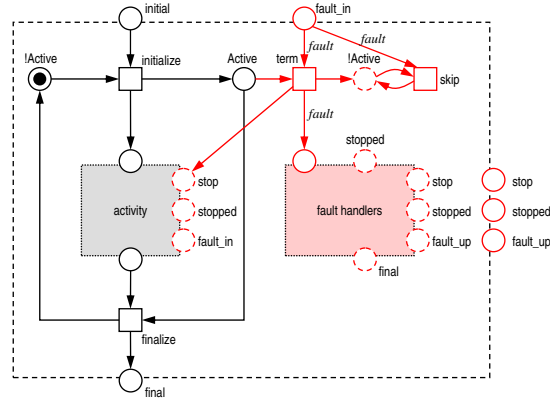 initial
fault_in
fault
fault
!Active
initialize
Active
term
!Active
skip
fault
stopped
stop
stop
stop
activity
stopped
fault handlers
stopped
stopped
fault_in
fault_up
fault_up
final
finalize
final